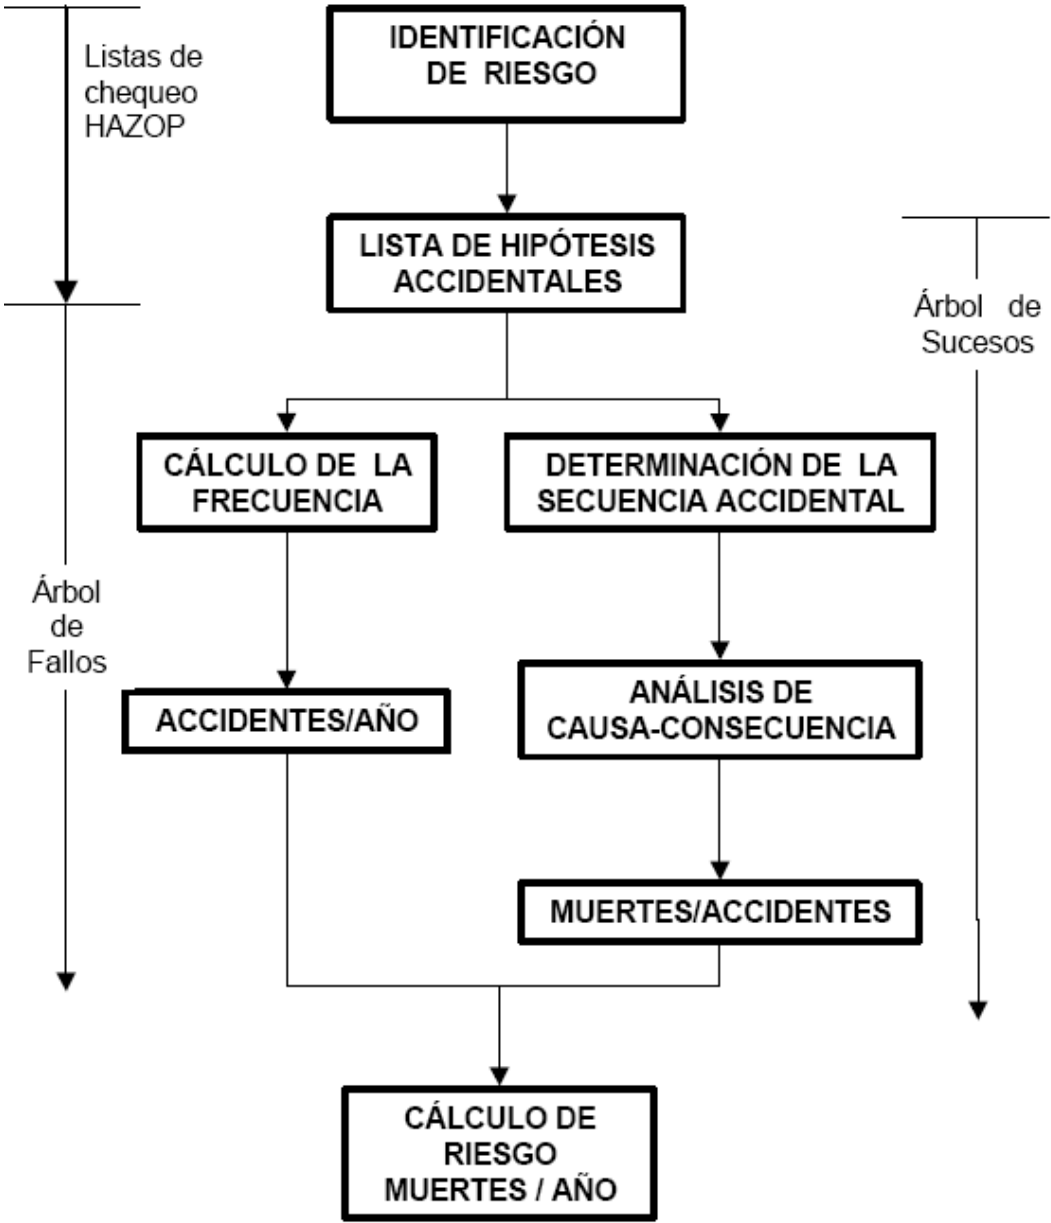 Listas de
chequeo
HAZOP
IDENTIFICACIÓN
DE RIESGO
LISTA DE HIPÓTESIS
ACCIDENTALES
Árbol de
Sucesos
CÁLCULO DE LA
FRECUENCIA
DETERMINACIÓN DE LA
SECUENCIA ACCIDENTAL
Árbol
de
Fallos
ACCIDENTES/AÑO
ANÁLISIS DE
CAUSA-CONSECUENCIA
MUERTES/ACCIDENTES
CÁLCULO DE
RIESGO
MUERTES / AÑO